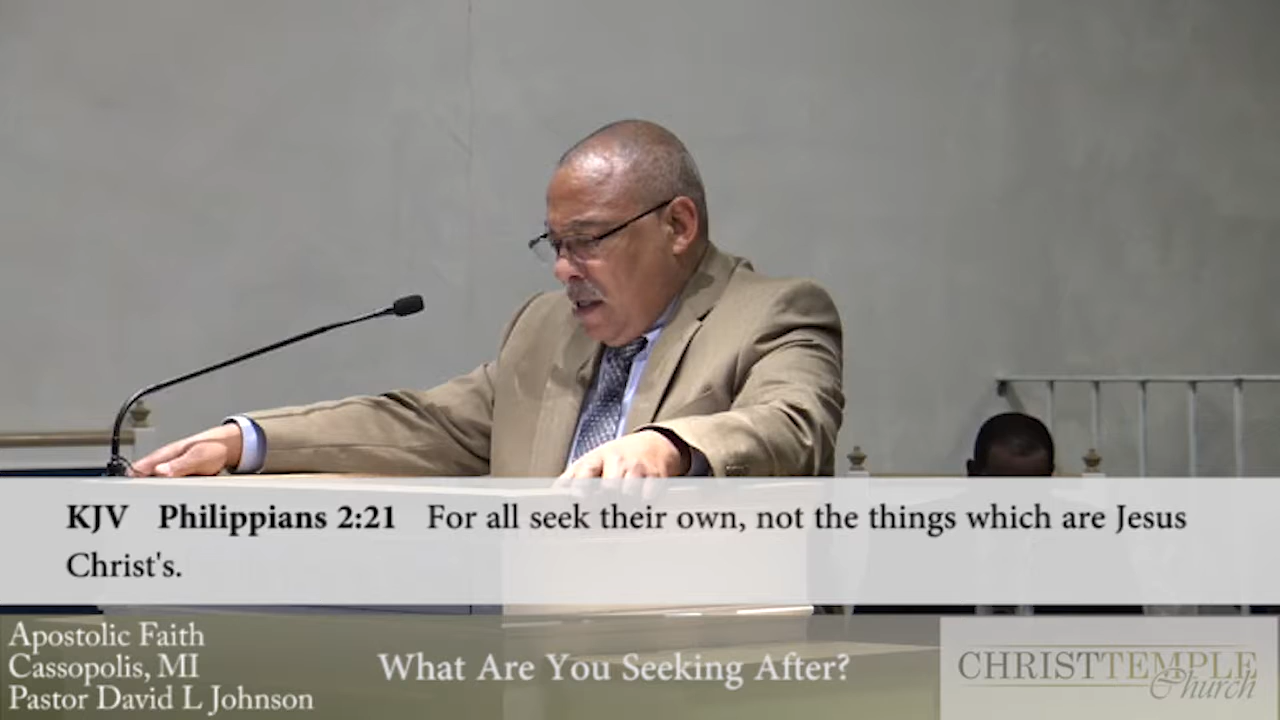 KJV Philippians 2:21 For all seek their own, not the things which are Jesus
Christ's.
Apostolic Faith
Cassopolis, MI
Pastor David L Johnson
What Are You Seeking After?
CHRISTTEMPLE
Church